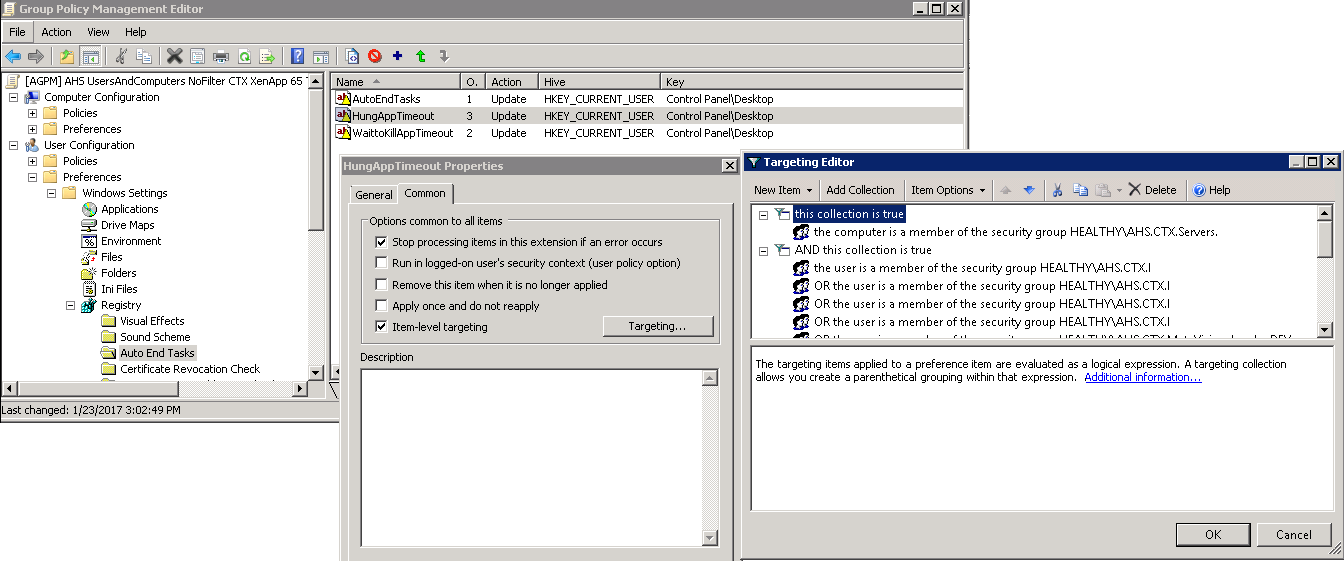 Group Policy Management Editor
File Action View Help
[AGPM] AHS UsersAndComputers NoFilter CTX XenApp 65
Computer Configuration
Policies
Preferences
User Configuration
Policies
Preferences
Windows Settings
Applications
Drive Maps
Environment
Files
Folders
Ini Files
Registry
Visual Effects
Sound Scheme
Auto End Tasks
Certificate Revocation Check
Last changed: 1/23/2017 3:02:49 PM
Name O. Action Hive Key
AutoEndTasks 1 Update HKEY_CURRENT_USER Control Panel\Desktop
HungAppTimeout 3 Update HKEY_CURRENT_USER Control Panel\Desktop
WaittoKillAppTimeout 2 Update HKEY_CURRENT_USER Control Panel\Desktop
HungAppTimeout Properties
General Common
Options common to all items
Stop processing items in this extension if an error occurs
Run in logged-on user's security context (user policy option)
Remove this item when it is no longer applied
Apply once and do not reapply
Item-level targeting Targeting...
Description
Targeting Editor
New Item Add Collection Item Options Delete Help
this collection is true
the computer is a member of the security group HEALTHY\AHS.CTX.Servers.
AND this collection is true
the user is a member of the security group HEALTHY\AHS.CTX.I
OR the user is a member of the security group HEALTHY\AHS.CTX.I
OR the user is a member of the security group HEALTHY\AHS.CTX.I
OR the user is a member of the security group HEALTHY\AHS.CTX.I
The targeting items applied to a preference item are evaluated as a logical expression. A targeting collection
allows you create a parenthetical grouping within that expression. Additional information...
OK Cancel